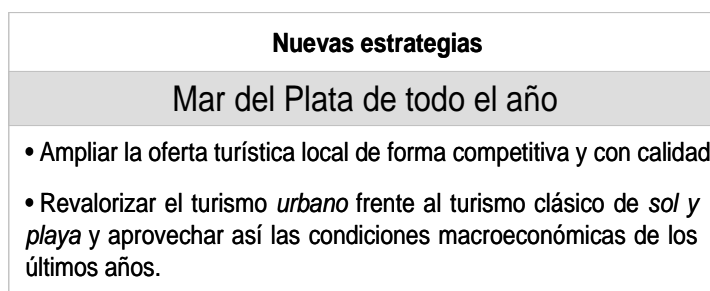 Nuevas estrategias
Mar del Plata de todo el año
• Ampliar la oferta turística local de forma competitiva y con calidad
• Revalorizar el turismo urbano frente al turismo clásico de sol y
playa y aprovechar así las condiciones macroeconómicas de los
últimos años.